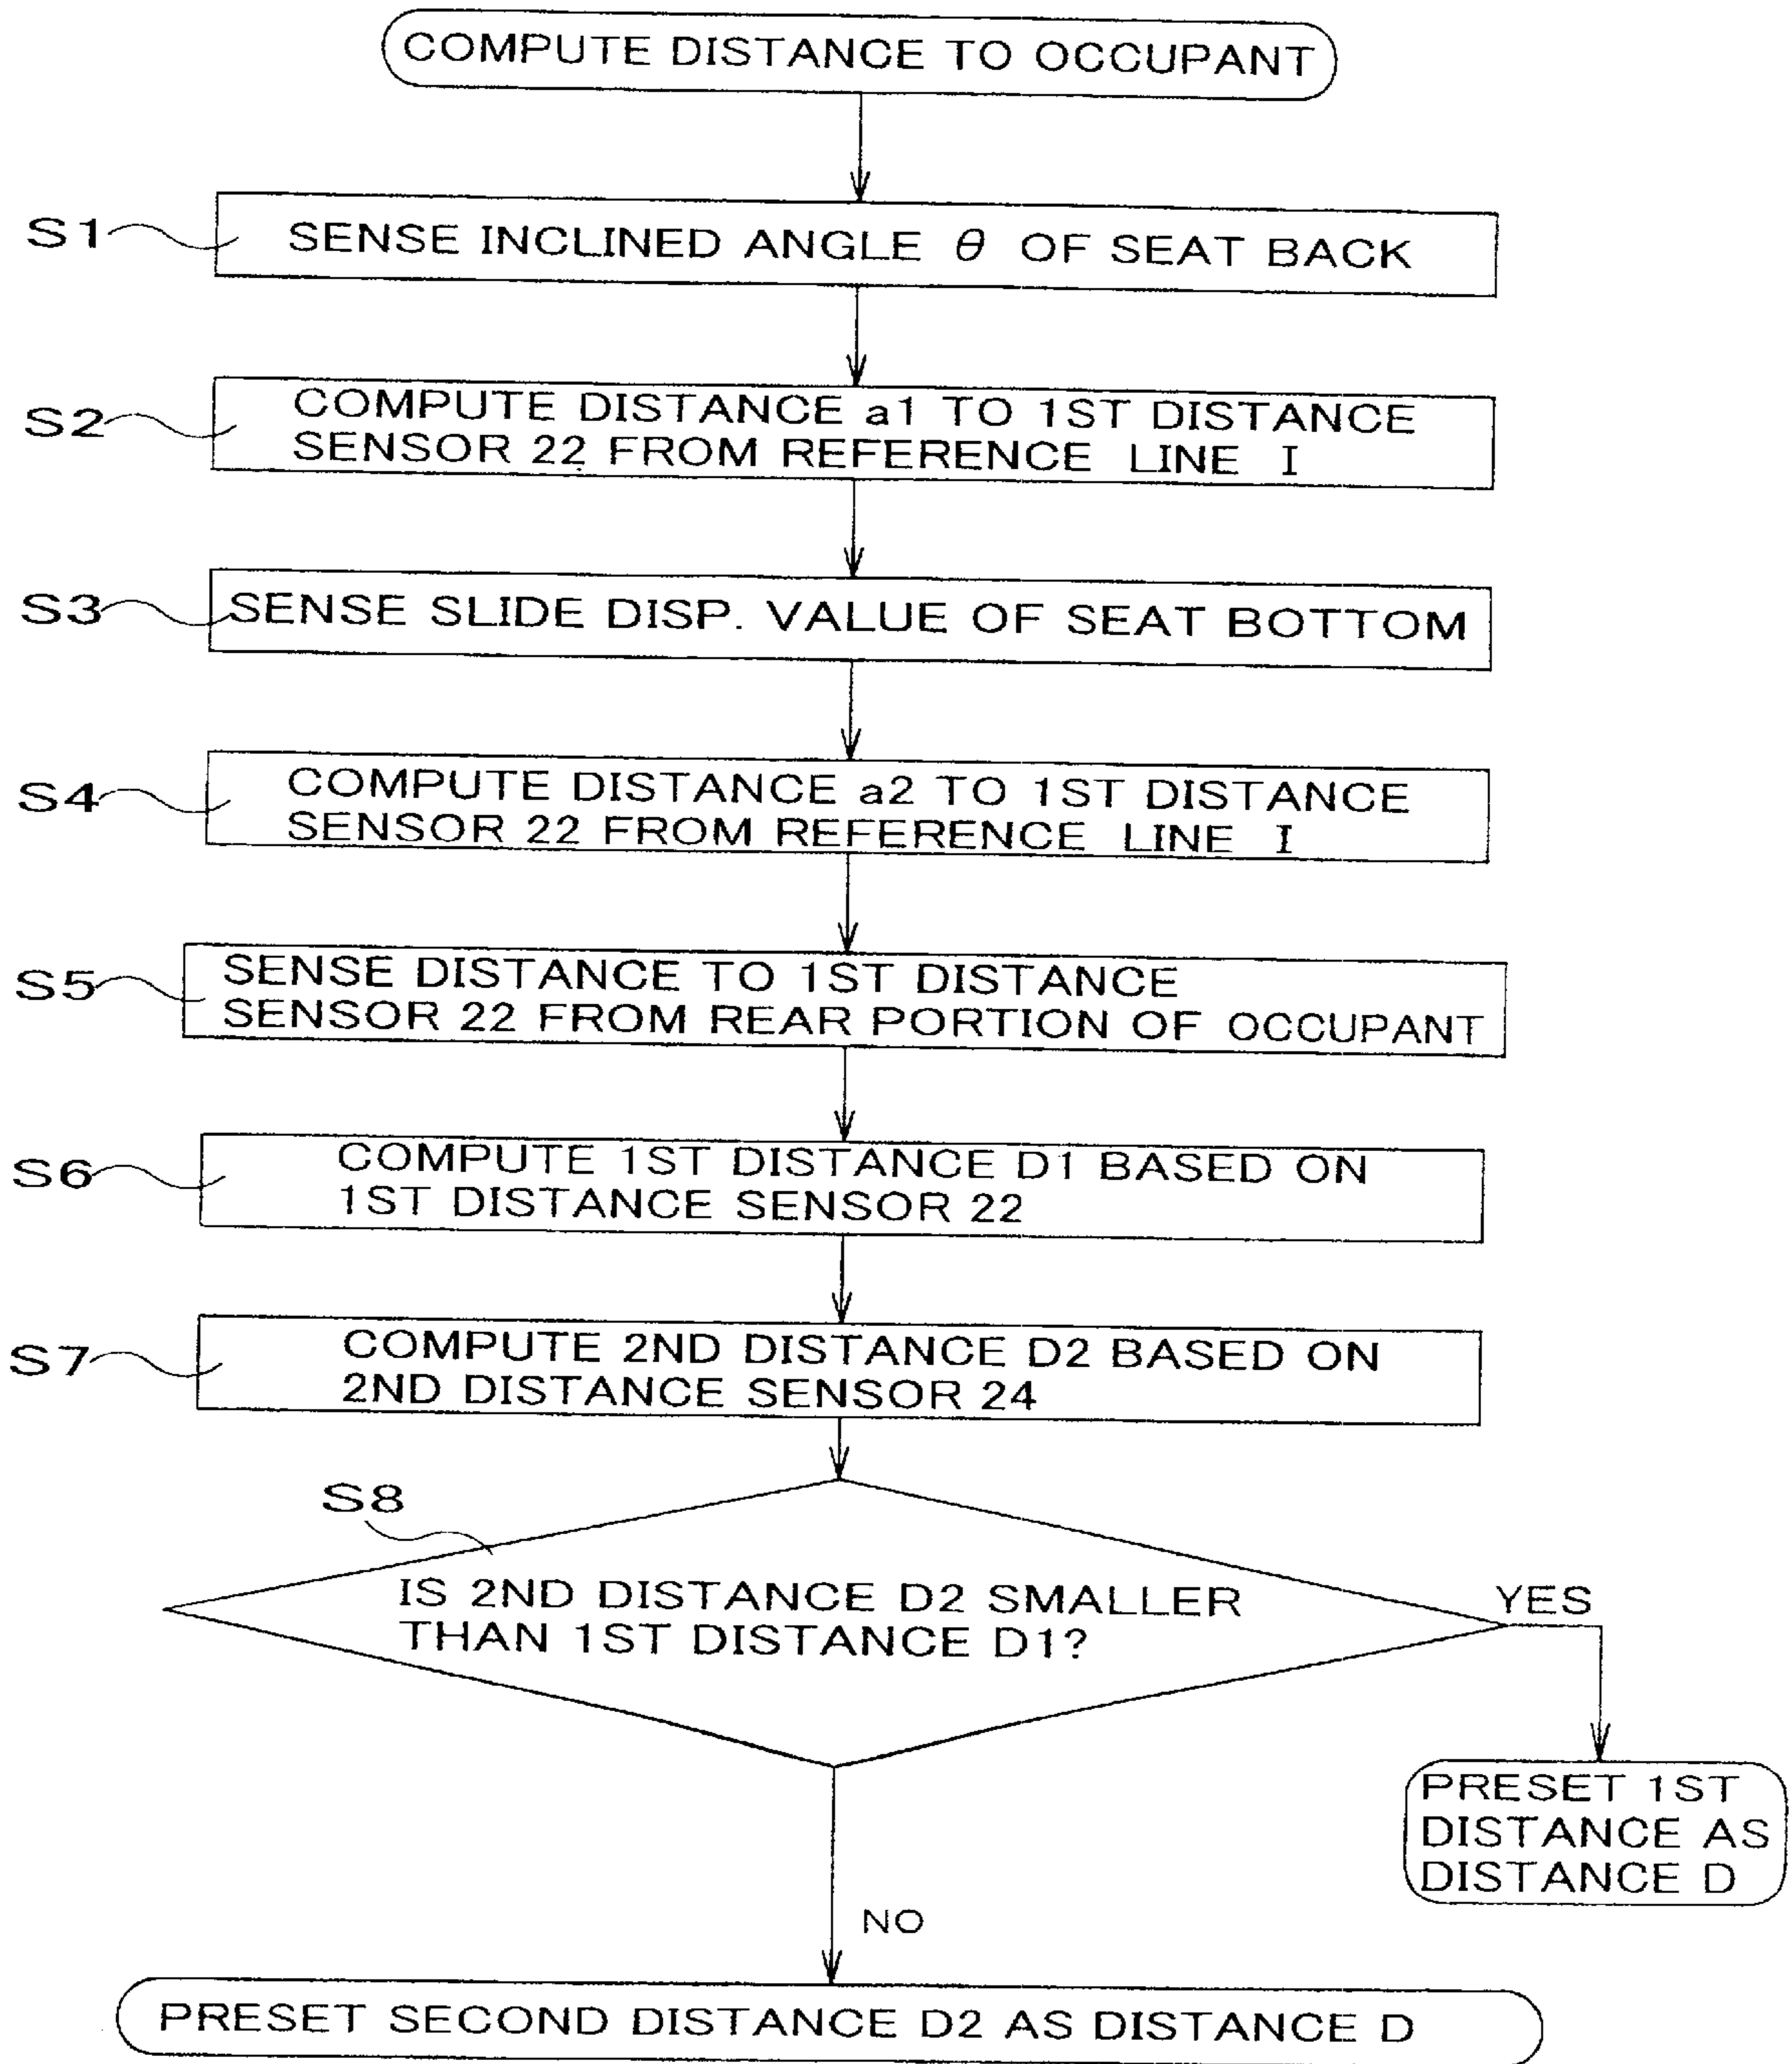 COMPUTE DISTANCE TO OCCUPANT
S1
SENSE INCLINED ANGLE θ OF SEAT BACK
S2
COMPUTE DISTANCE a1 TO 1ST DISTANCE
SENSOR 22 FROM REFERENCE LINE I
S3
SENSE SLIDE DISP. VALUE OF SEAT BOTTOM
S4
COMPUTE DISTANCE a2 TO 1ST DISTANCE
SENSOR 22 FROM REFERENCE LINE I
S5
SENSE DISTANCE TO 1ST DISTANCE
SENSOR 22 FROM REAR PORTION OF OCCUPANT
S6
COMPUTE 1ST DISTANCE D1 BASED ON
1ST DISTANCE SENSOR 22
S7
COMPUTE 2ND DISTANCE D2 BASED ON
2ND DISTANCE SENSOR 24
S8
IS 2ND DISTANCE D2 SMALLER
THAN 1ST DISTANCE D1?
YES
PRESET 1ST
DISTANCE AS
DISTANCE D
NO
PRESET SECOND DISTANCE D2 AS DISTANCE D